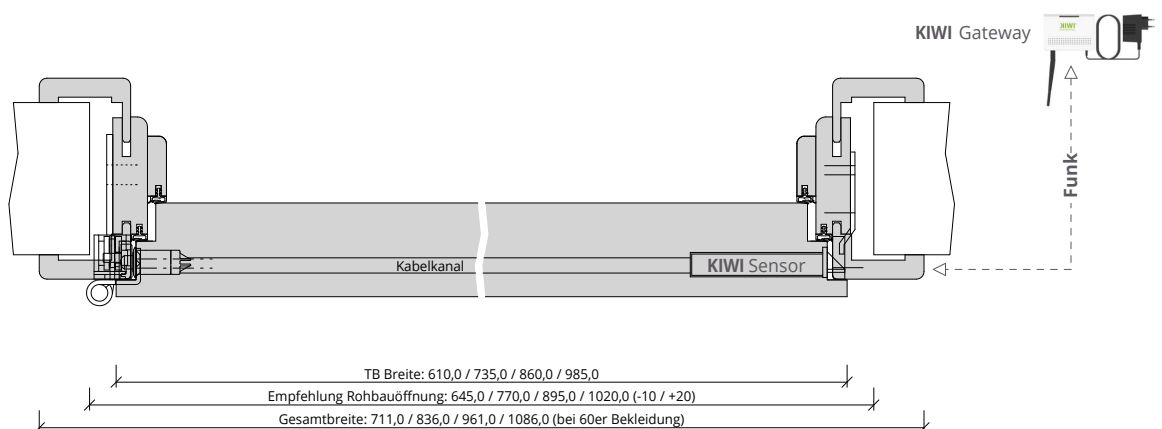 KIWI Gateway
KIWI
Funk
Kabelkanal
KIWI Sensor
TB Breite: 610,0 / 735,0 / 860,0 / 985,0
Empfehlung Rohbauöffnung: 645,0 / 770,0 / 895,0 / 1020,0 (-10 / +20)
Gesamtbreite: 711,0 / 836,0 / 961,0 / 1086,0 (bei 60er Bekleidung)